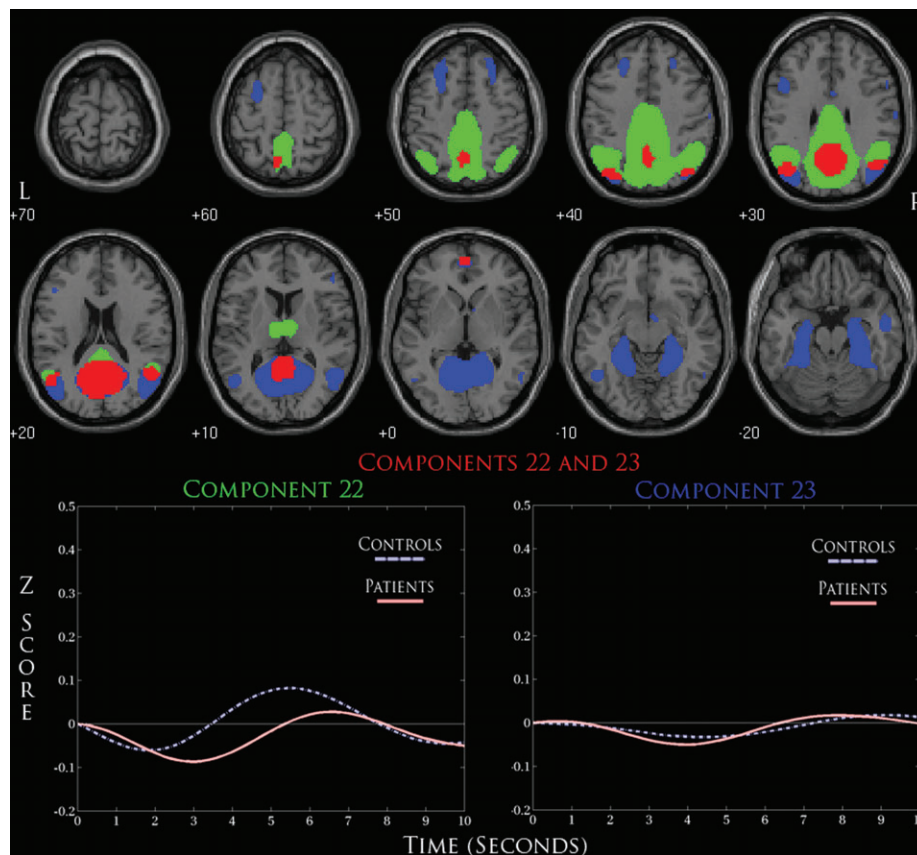 +70 +60 +50 +40 +30
L
+20 +10 +0 -10 -20
COMPONENTS 22 AND 23
COMPONENT 22 COMPONENT 23
Z SCORE
0.5
0.4
0.3
0.2
0.1
0
-0.1
-0.2
CONTROLS
PATIENTS
0 1 2 3 4 5 6 7 8 9 10
0.5
0.4
0.3
0.2
0.1
0
-0.1
-0.2
CONTROLS
PATIENTS
0 1 2 3 4 5 6 7 8 9
TIME (SECONDS)